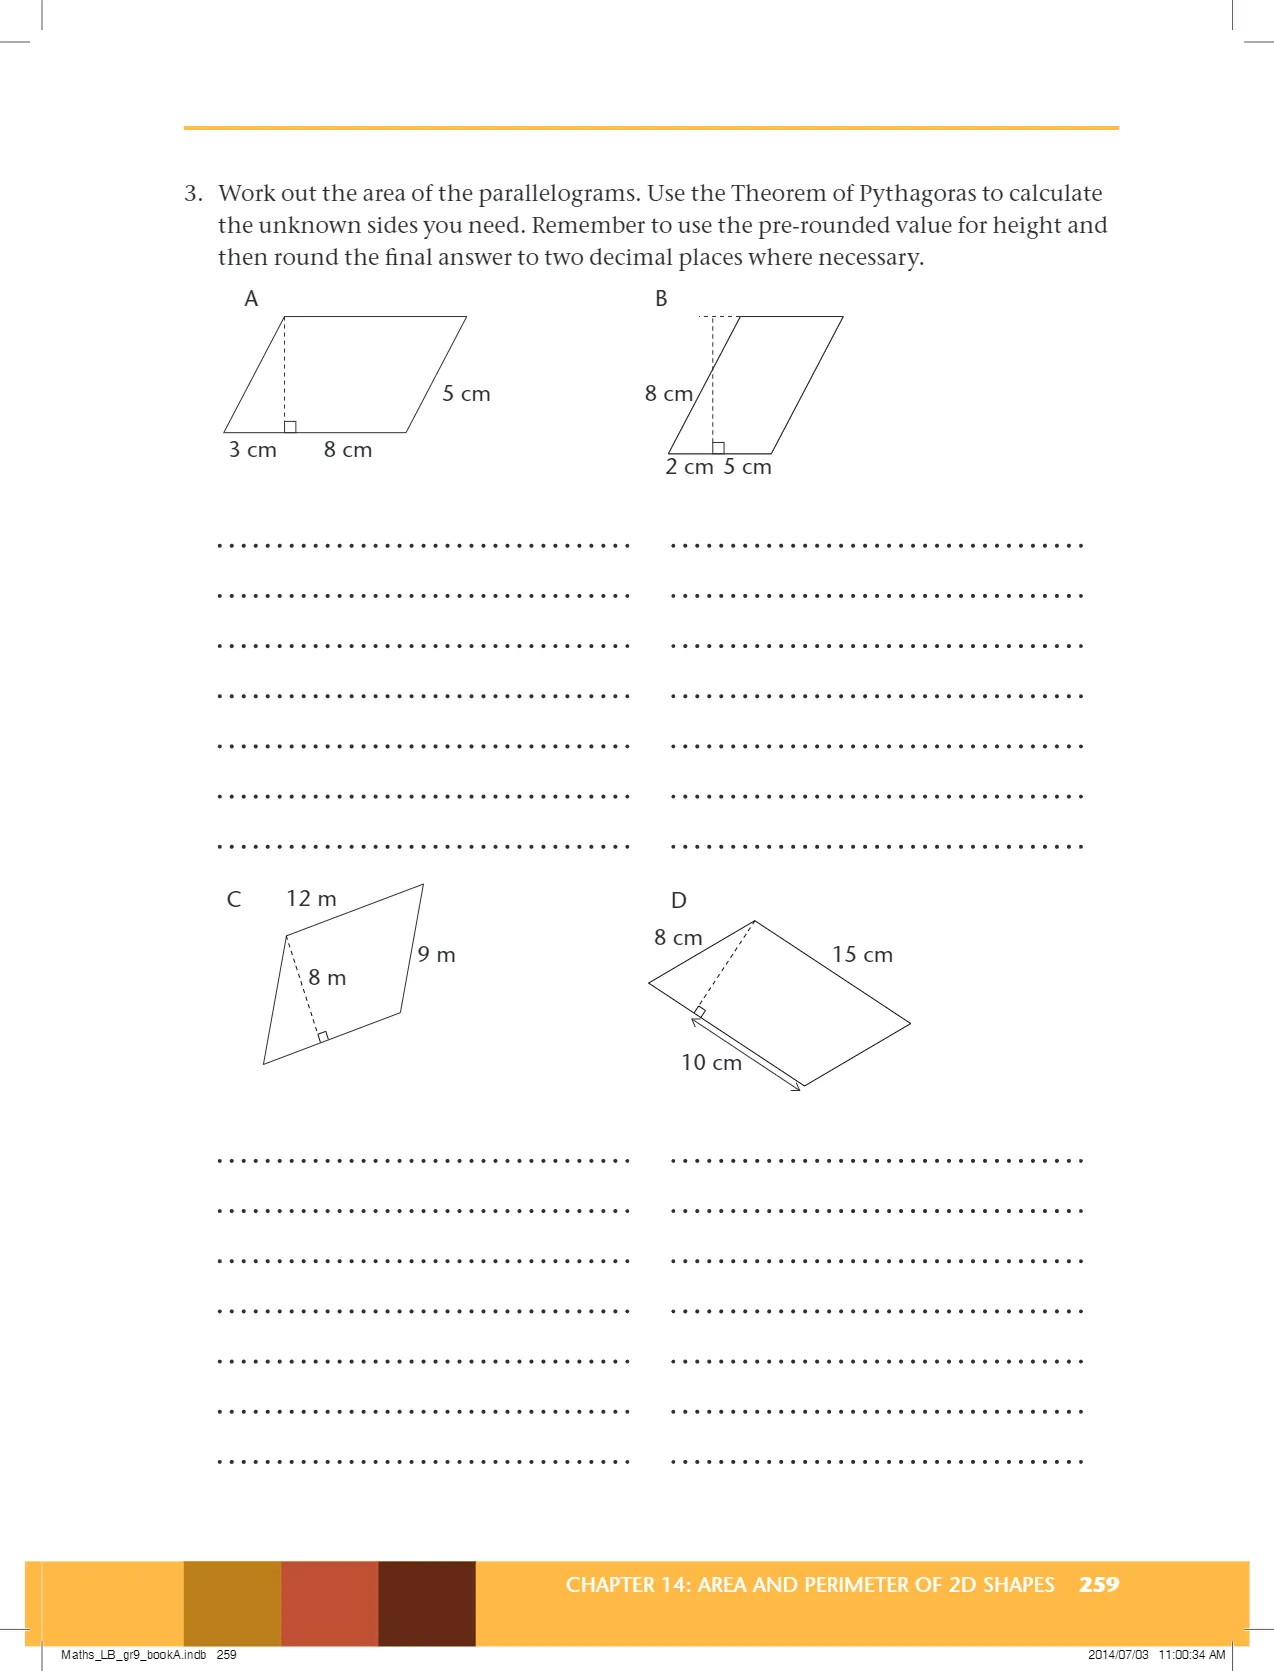 3. Work out the area of the parallelograms. Use the Theorem of Pythagoras to calculate
the unknown sides you need. Remember to use the pre-rounded value for height and
then round the final answer to two decimal places where necessary.
A
B
5 cm
8 cm
3 cm 8 cm
2 cm 5 cm
C 12 m
9 m
8 m
D
8 cm
15 cm
10 cm
CHAPTER 14: AREA AND PERIMETER OF 2D SHAPES 259
Maths_LB_gr9_bookA.indb 259
2014/07/03 11:00:34 AM